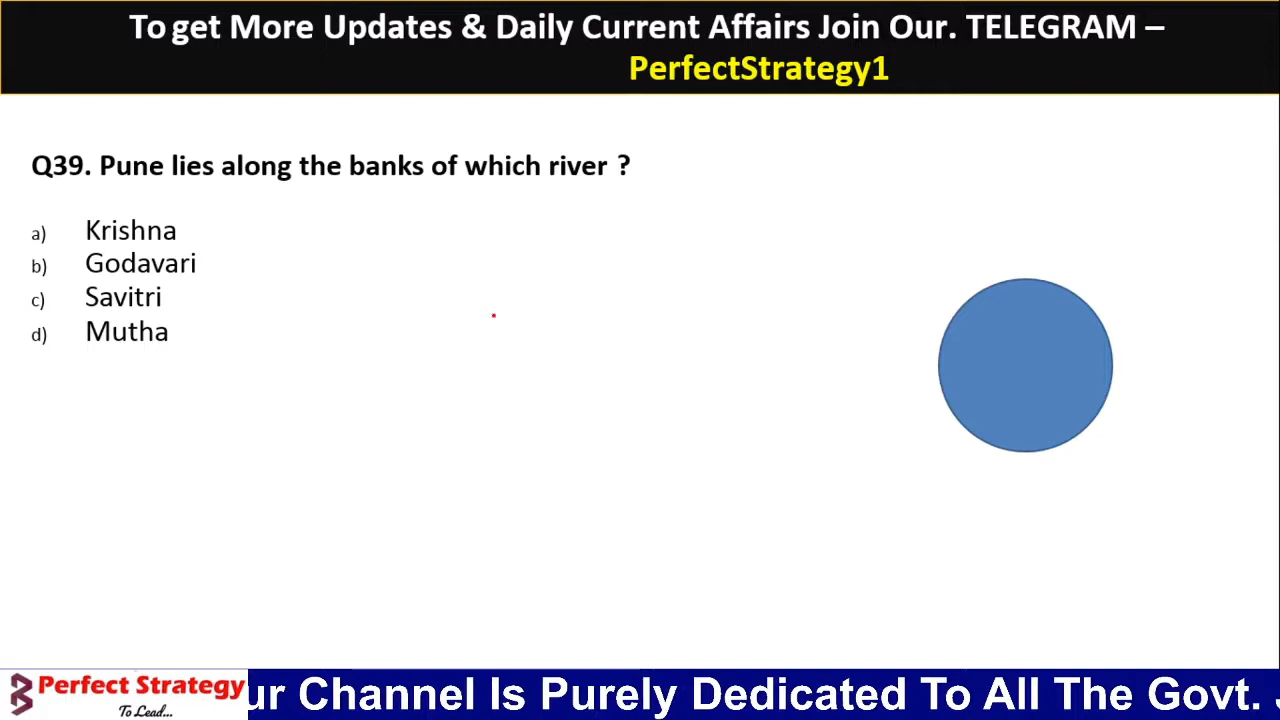 To get More Updates & Daily Current Affairs Join Our. TELEGRAM –
PerfectStrategy1
Q39. Pune lies along the banks of which river ?
a) Krishna
b) Godavari
c) Savitri
d) Mutha
Perfect Strategy
To Lead...
ur Channel Is Purely Dedicated To All The Govt.